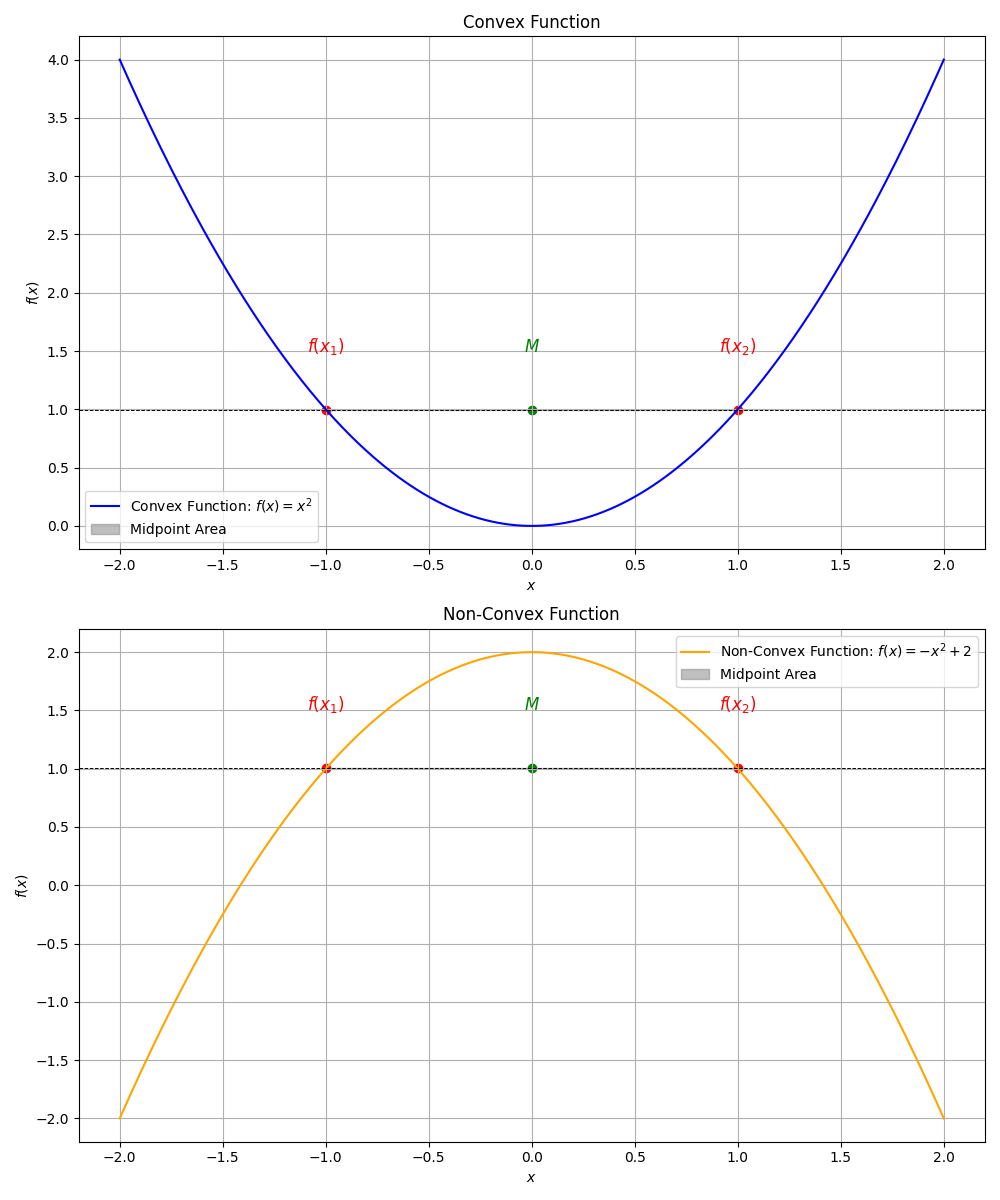 Convex Function
4.0
3.5
3.0
2.5
2.0
1.5
1.0
0.5
0.0
f(x)
f(x₁)
M
f(x₂)
Convex Function: f(x) = x²
Midpoint Area
−2.0 −1.5 −1.0 −0.5 0.0 0.5 1.0 1.5 2.0
x
Non-Convex Function
2.0
1.5
1.0
0.5
0.0
−0.5
−1.0
−1.5
−2.0
f(x)
Non-Convex Function: f(x) = −x² + 2
Midpoint Area
f(x₁)
M
f(x₂)
−2.0 −1.5 −1.0 −0.5 0.0 0.5 1.0 1.5 2.0
x